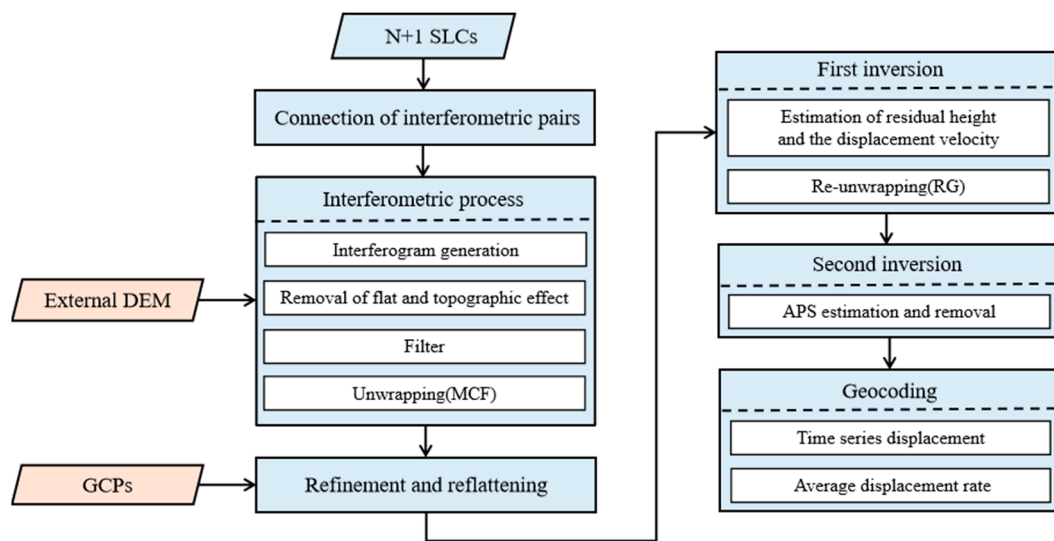 N+1 SLCs
Connection of interferometric pairs
Interferometric process
Interferogram generation
External DEM
Removal of flat and topographic effect
Filter
Unwrapping(MCF)
GCPs
Refinement and reflattening
First inversion
Estimation of residual height
and the displacement velocity
Re-unwrapping(RG)
Second inversion
APS estimation and removal
Geocoding
Time series displacement
Average displacement rate